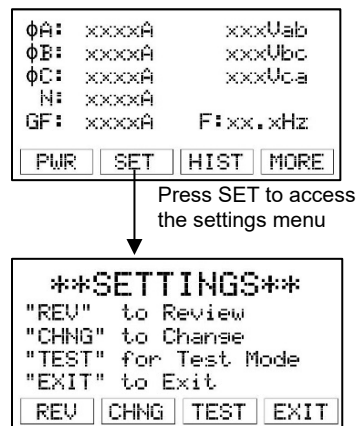 ϕA: xxxxA xxxVab
ϕB: xxxxA xxxVbc
ϕC: xxxxA xxxVca
N: xxxxA
GF: xxxxA F:xx.xHz
PWR SET HIST MORE
Press SET to access
the settings menu
**SETTINGS**
"REV" to Review
"CHNG" to Change
"TEST" for Test Mode
"EXIT" to Exit
REV CHNG TEST EXIT